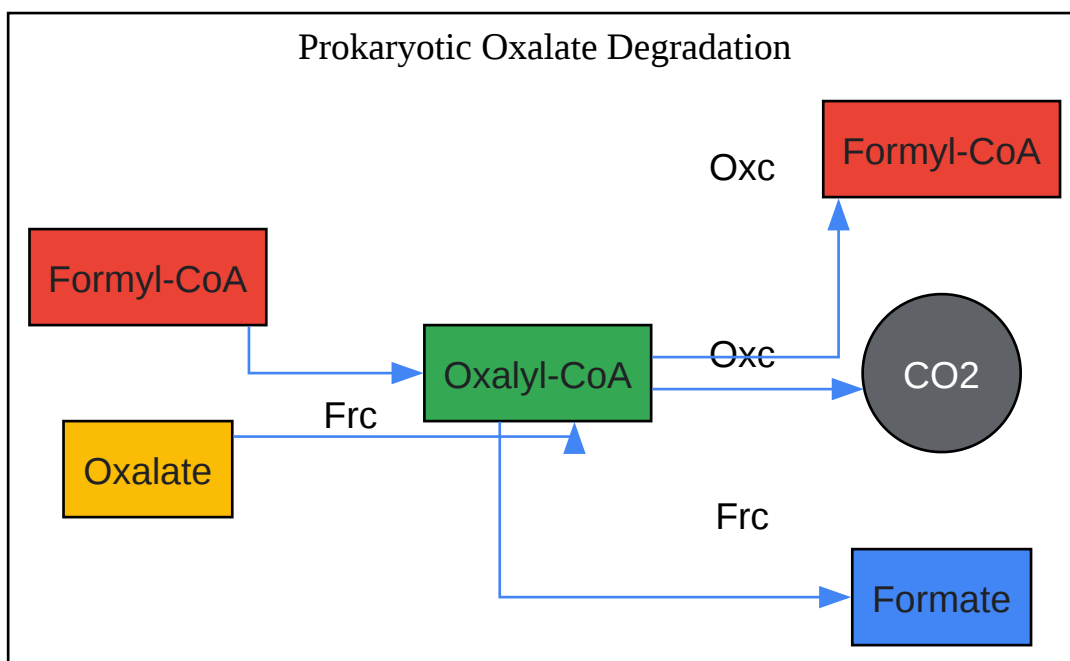 Prokaryotic Oxalate Degradation
Oxc
Formyl-CoA
Formyl-CoA
Oxalyl-CoA
Oxc
CO2
Frc
Oxalate
Frc
Formate